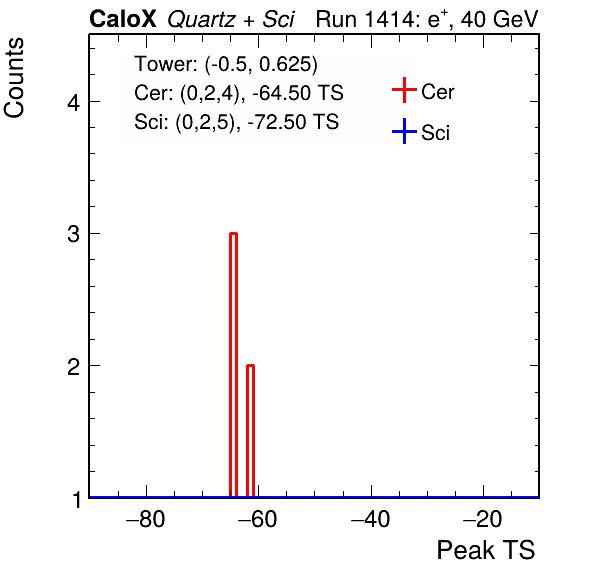 CaloX Quartz + Sci Run 1414: e+, 40 GeV
Counts
Tower: (-0.5, 0.625)
Cer: (0,2,4), -64.50 TS
Sci: (0,2,5), -72.50 TS
Cer
Sci
4
3
2
1
−80 −60 −40 −20
Peak TS